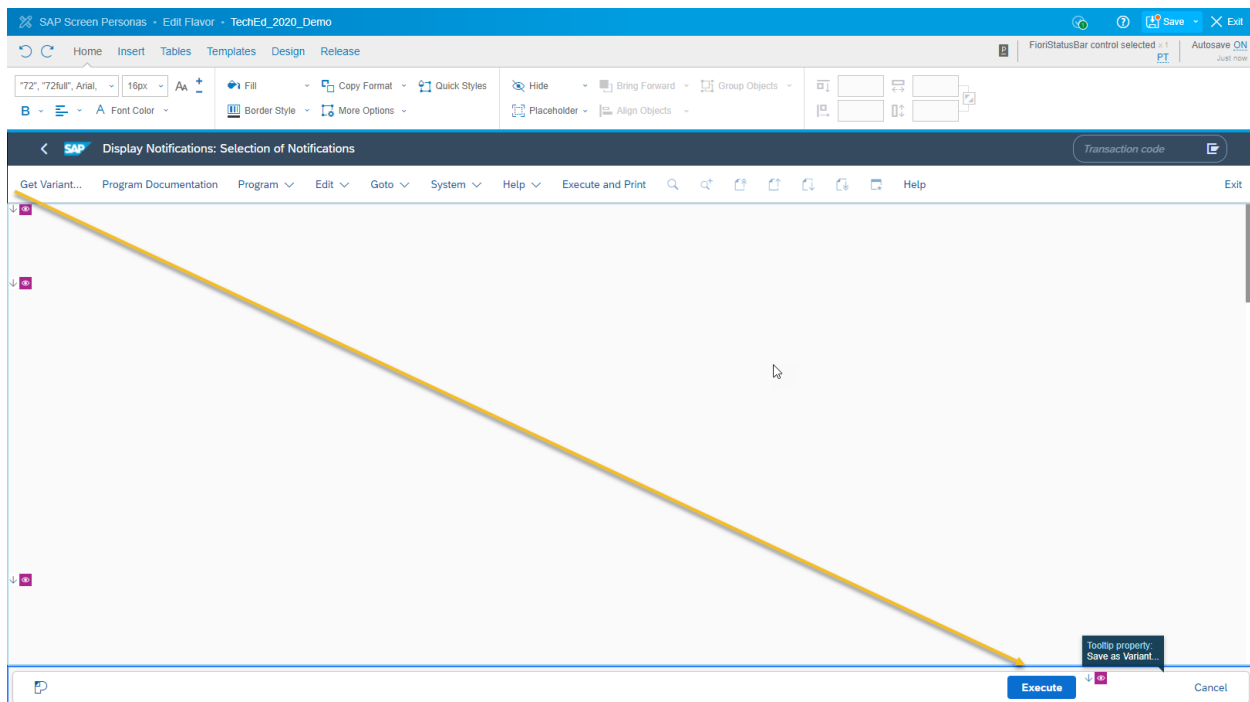 SAP Screen Personas • Edit Flavor • TechEd_2020_Demo
Save Exit
Home Insert Tables Templates Design Release
P FioriStatusBar control selected x 1 Autosave ON
PT Just now
"72", "72full", Arial, 16px AA Fill Copy Format Quick Styles Hide Bring Forward Group Objects
B A Font Color Border Style More Options Placeholder Align Objects
SAP Display Notifications: Selection of Notifications Transaction code
Get Variant... Program Documentation Program Edit Goto System Help Execute and Print Help Exit
Tooltip property:
Save as Variant...
Execute Cancel